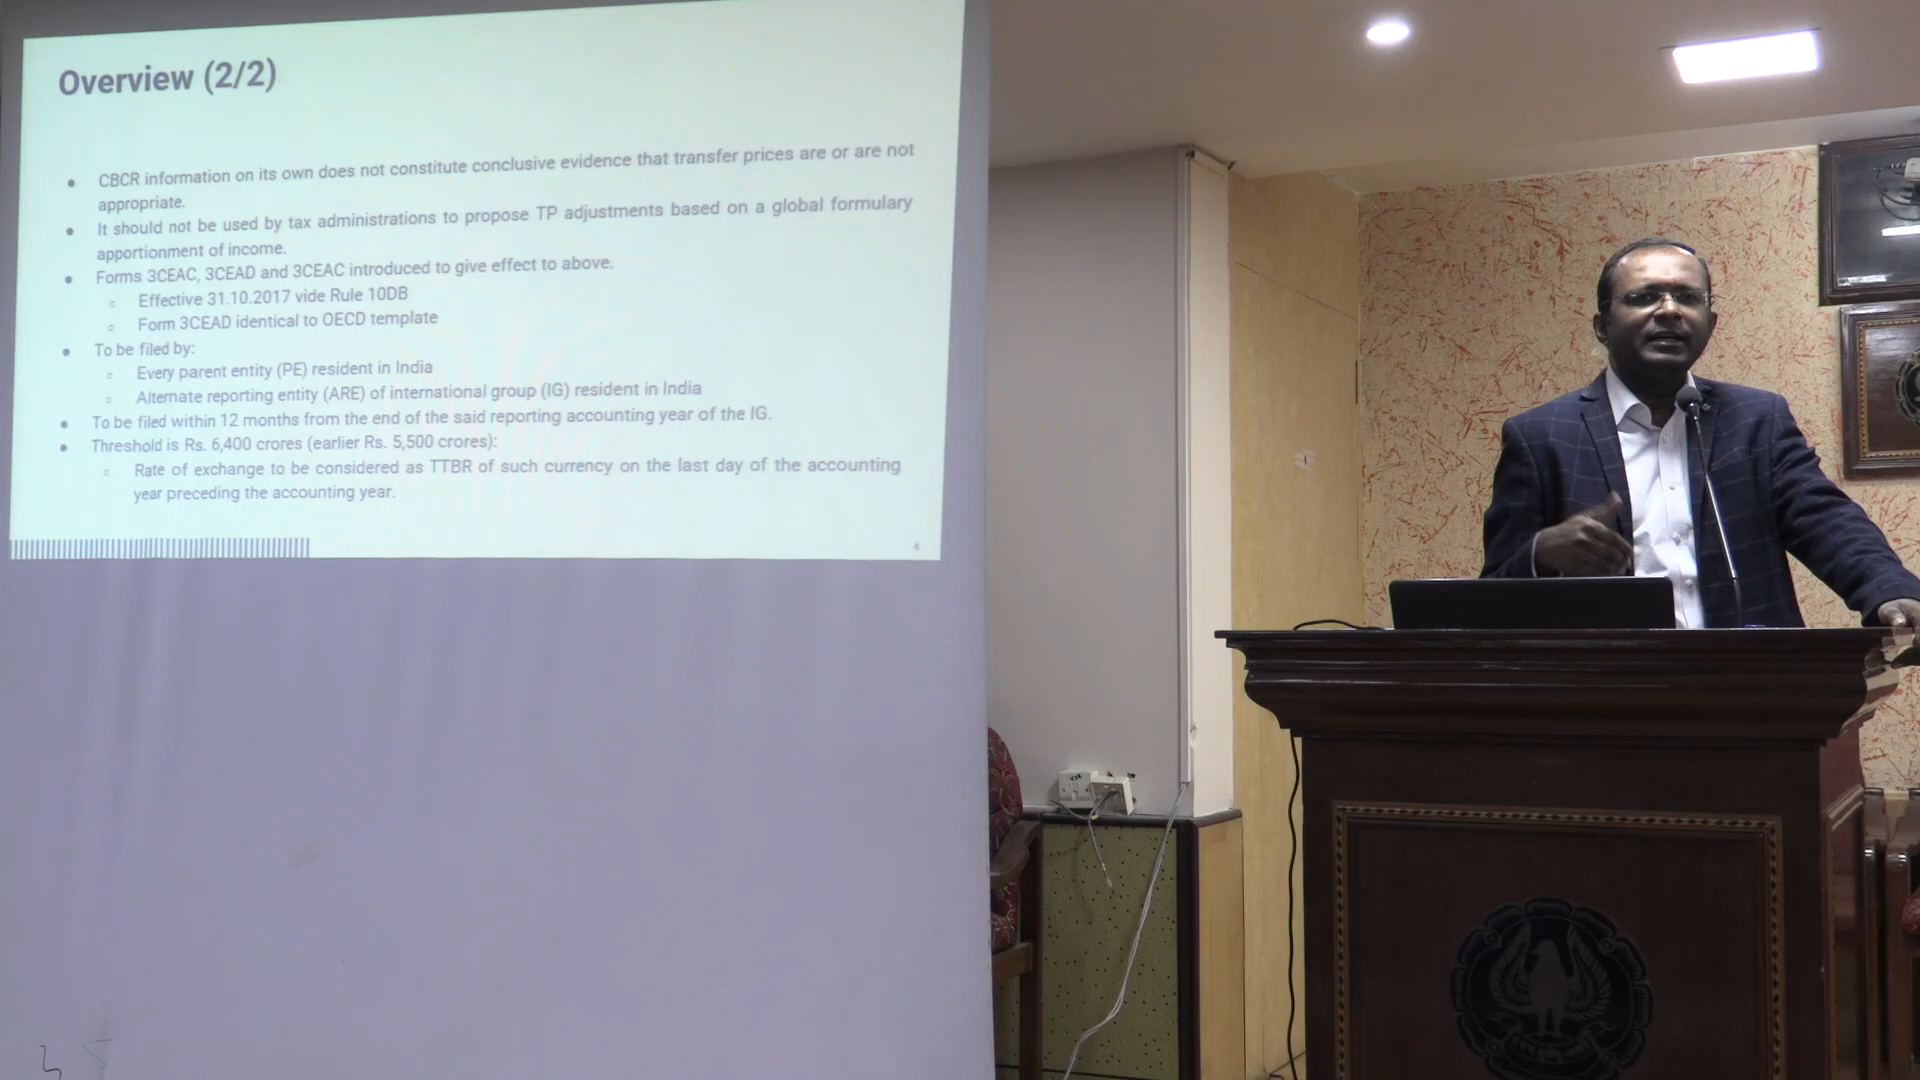 Overview (2/2)
CBCR information on its own does not constitute conclusive evidence that transfer prices are or are not
appropriate.
It should not be used by tax administrations to propose TP adjustments based on a global formulary
apportionment of income.
Forms 3CEAC, 3CEAD and 3CEAC introduced to give effect to above.
Effective 31.10.2017 vide Rule 10DB
Form 3CEAD identical to OECD template
To be filed by:
Every parent entity (PE) resident in India
Alternate reporting entity (ARE) of international group (IG) resident in India
To be filed within 12 months from the end of the said reporting accounting year of the IG.
Threshold is Rs. 6,400 crores (earlier Rs. 5,500 crores):
Rate of exchange to be considered as TTBR of such currency on the last day of the accounting
year preceding the accounting year.
4